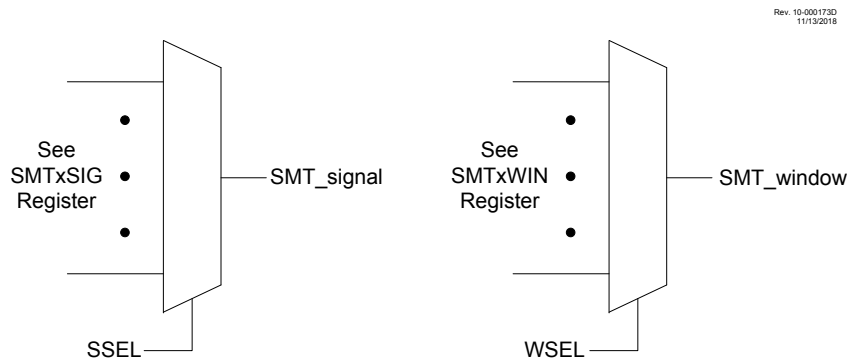 Rev. 10-000173D
11/13/2018
See
SMTxSIG
Register
SMT_signal
SSEL
See
SMTxWIN
Register
SMT_window
WSEL